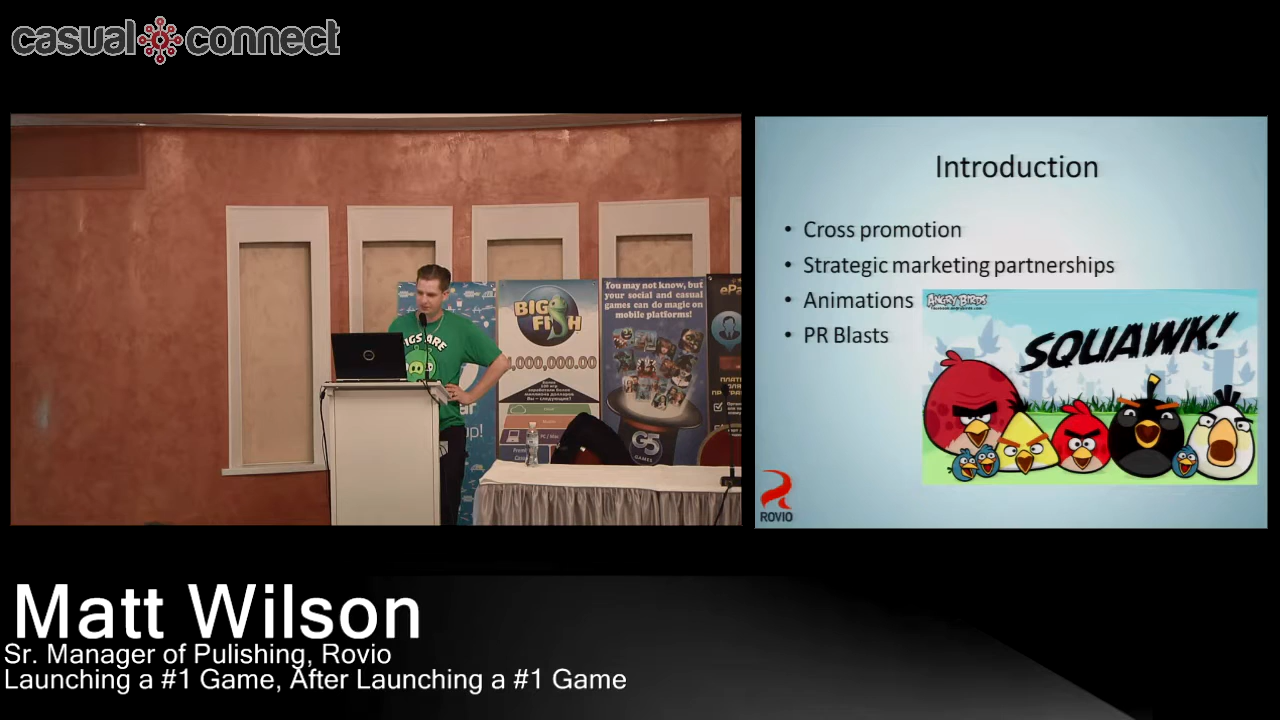 casual connect
Introduction
• Cross promotion
• Strategic marketing partnerships
• Animations
• PR Blasts
ANGRY BIRDS
SQUAWK!
ROVIO
BIG FISH
,000,000.00
You may not know, but
your social and casual
games can do magic on
mobile platforms!
G5
GAMES
PC / Mac
Matt Wilson
Sr. Manager of Pulishing, Rovio
Launching a #1 Game, After Launching a #1 Game